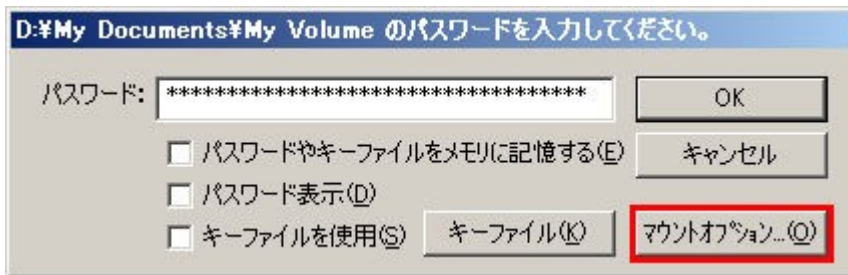 D:¥My Documents¥My Volume のパスワードを入力してください。
パスワード: ***********************************
OK
パスワードやキーファイルをメモリに記憶する(E)
キャンセル
パスワード表示(D)
キーファイルを使用(S)
キーファイル(K)
マウントオプション...(O)